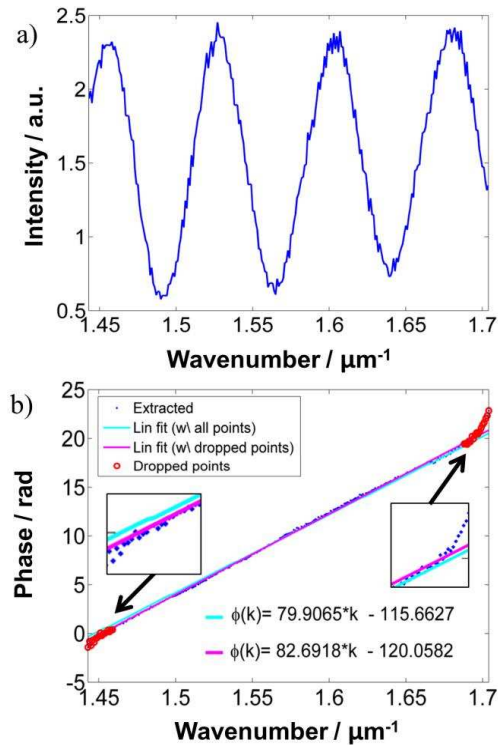 a)
2.5
2
1.5
1
0.5
Intensity / a.u.
1.45 1.5 1.55 1.6 1.65 1.7
Wavenumber / µm-1
b)
25
20
15
10
5
0
-5
Phase / rad
Extracted
Lin fit (w\ all points)
Lin fit (w\ dropped points)
Dropped points
ϕ(k)= 79.9065*k - 115.6627
ϕ(k)= 82.6918*k - 120.0582
1.45 1.5 1.55 1.6 1.65 1.7
Wavenumber / µm-1